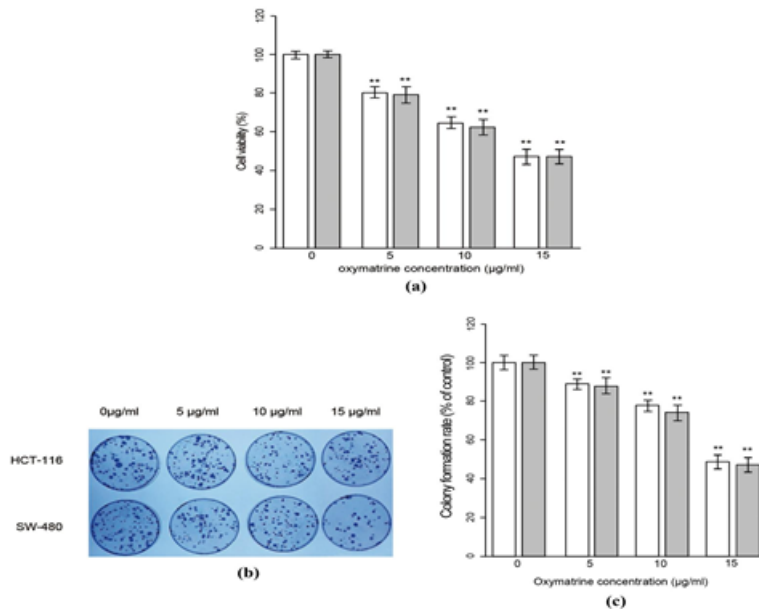 120
100
80
60
40
20
0
Cell viability (%)
** ** ** ** ** **
0 5 10 15
oxymatrine concentration (µg/ml)
(a)
0µg/ml 5 µg/ml 10 µg/ml 15 µg/ml
HCT-116
SW-480
(b)
120
100
80
60
40
20
0
Colony formation rate (% of control)
** ** ** ** ** **
0 5 10 15
Oxymatrine concentration (µg/ml)
(c)